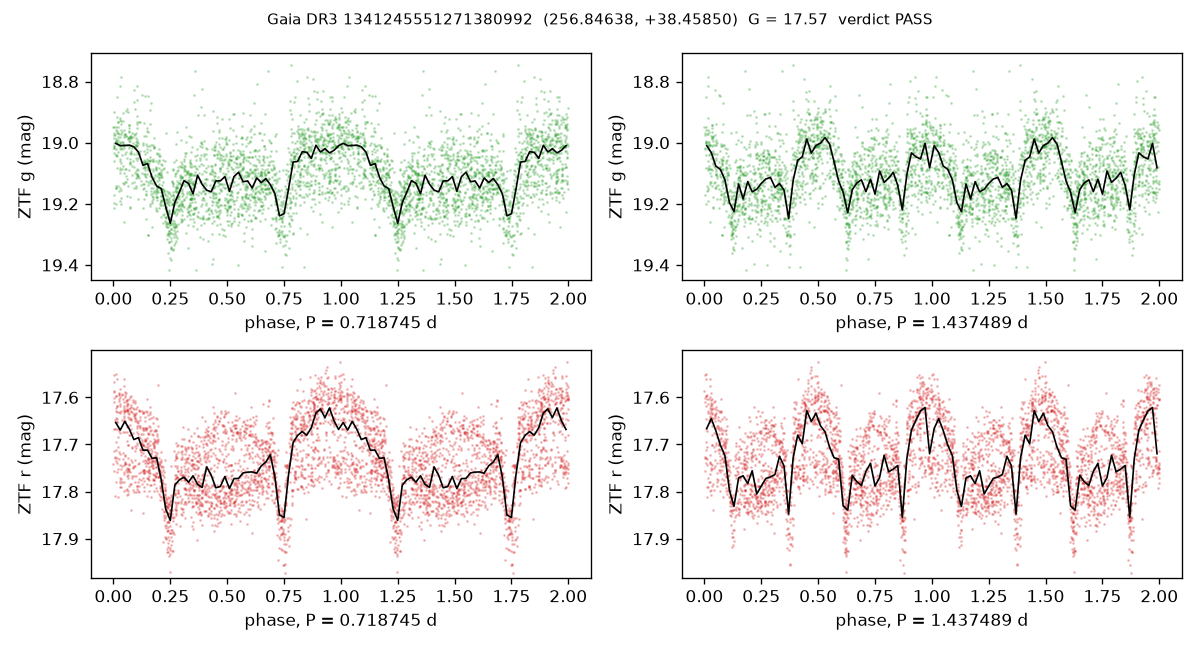 Gaia DR3 1341245551271380992  (256.84638, +38.45850)  G = 17.57  verdict PASS
ZTF g (mag)
18.8
19.0
19.2
19.4
0.00 0.25 0.50 0.75 1.00 1.25 1.50 1.75 2.00
phase, P = 0.718745 d
ZTF g (mag)
18.8
19.0
19.2
19.4
0.00 0.25 0.50 0.75 1.00 1.25 1.50 1.75 2.00
phase, P = 1.437489 d
ZTF r (mag)
17.6
17.7
17.8
17.9
0.00 0.25 0.50 0.75 1.00 1.25 1.50 1.75 2.00
phase, P = 0.718745 d
ZTF r (mag)
17.6
17.7
17.8
17.9
0.00 0.25 0.50 0.75 1.00 1.25 1.50 1.75 2.00
phase, P = 1.437489 d